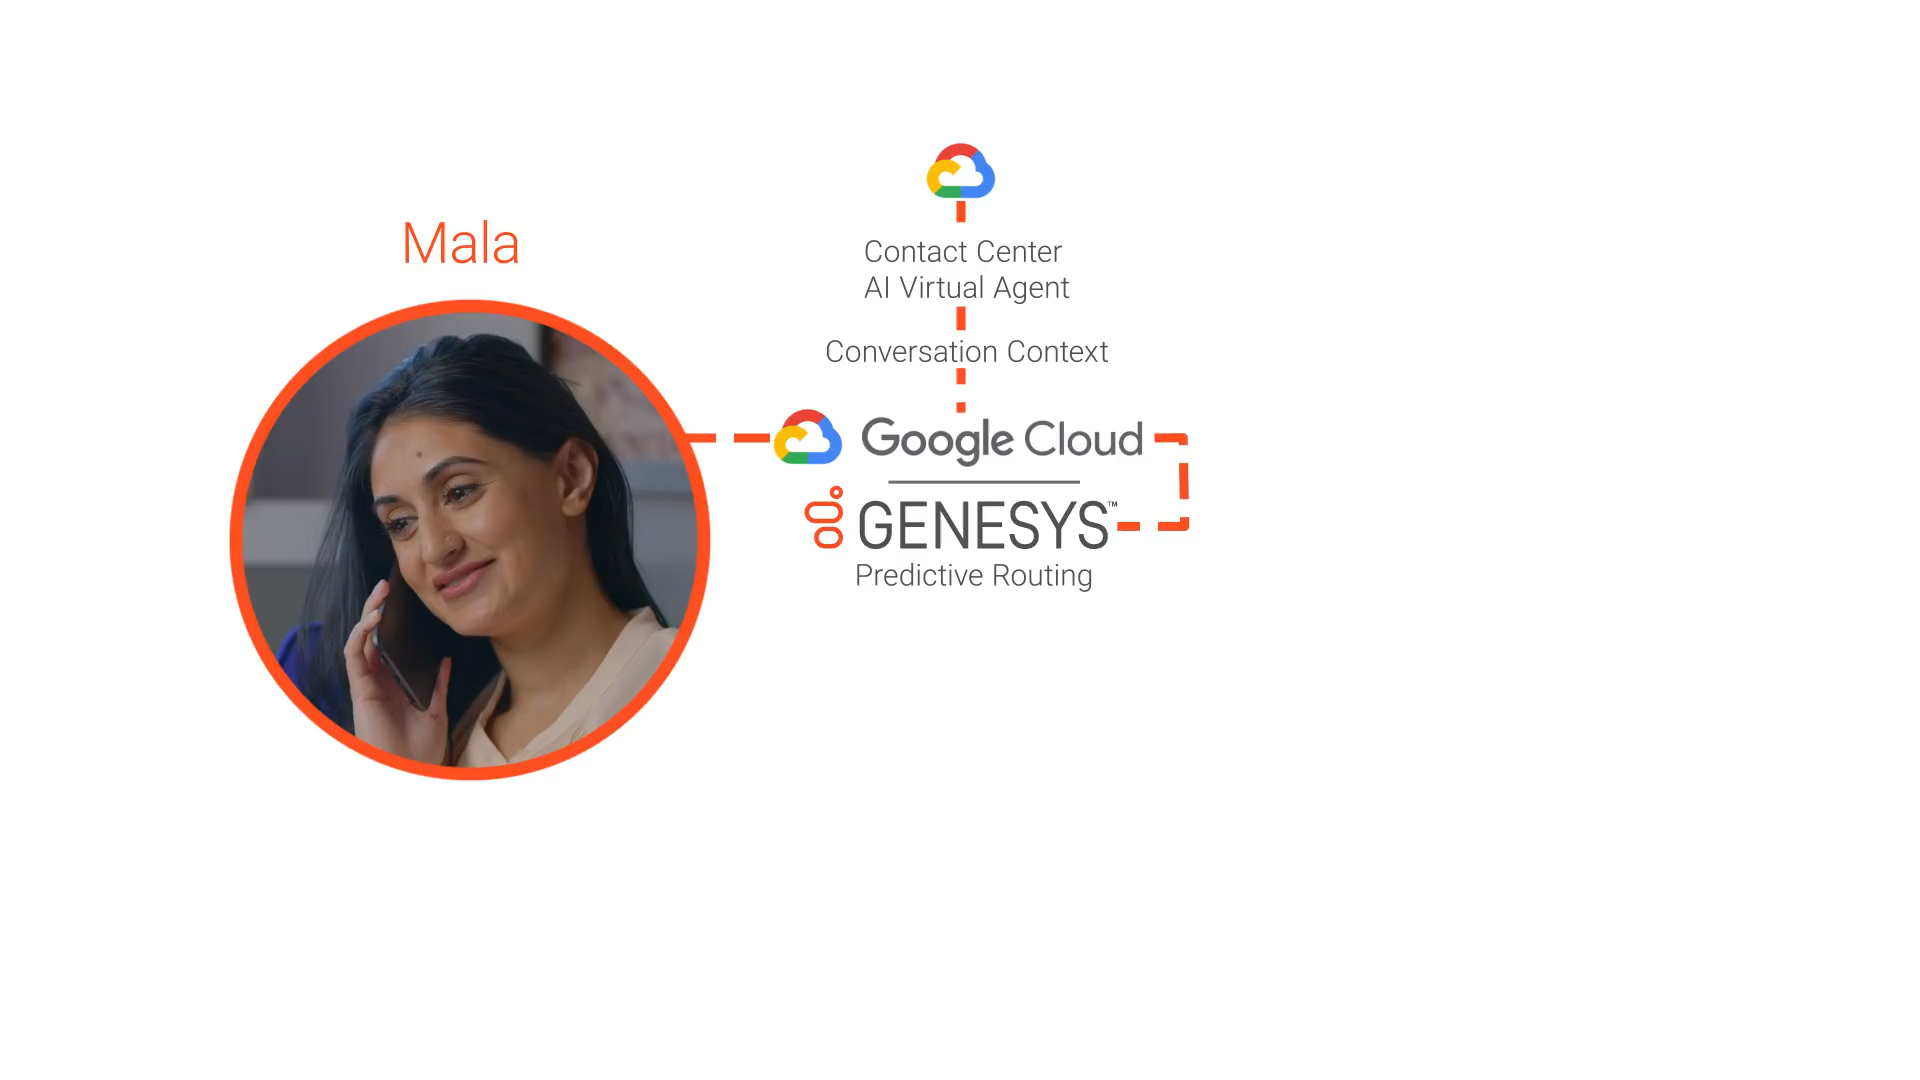 Mala
Contact Center
AI Virtual Agent
Conversation Context
Google Cloud
GENESYS™
Predictive Routing